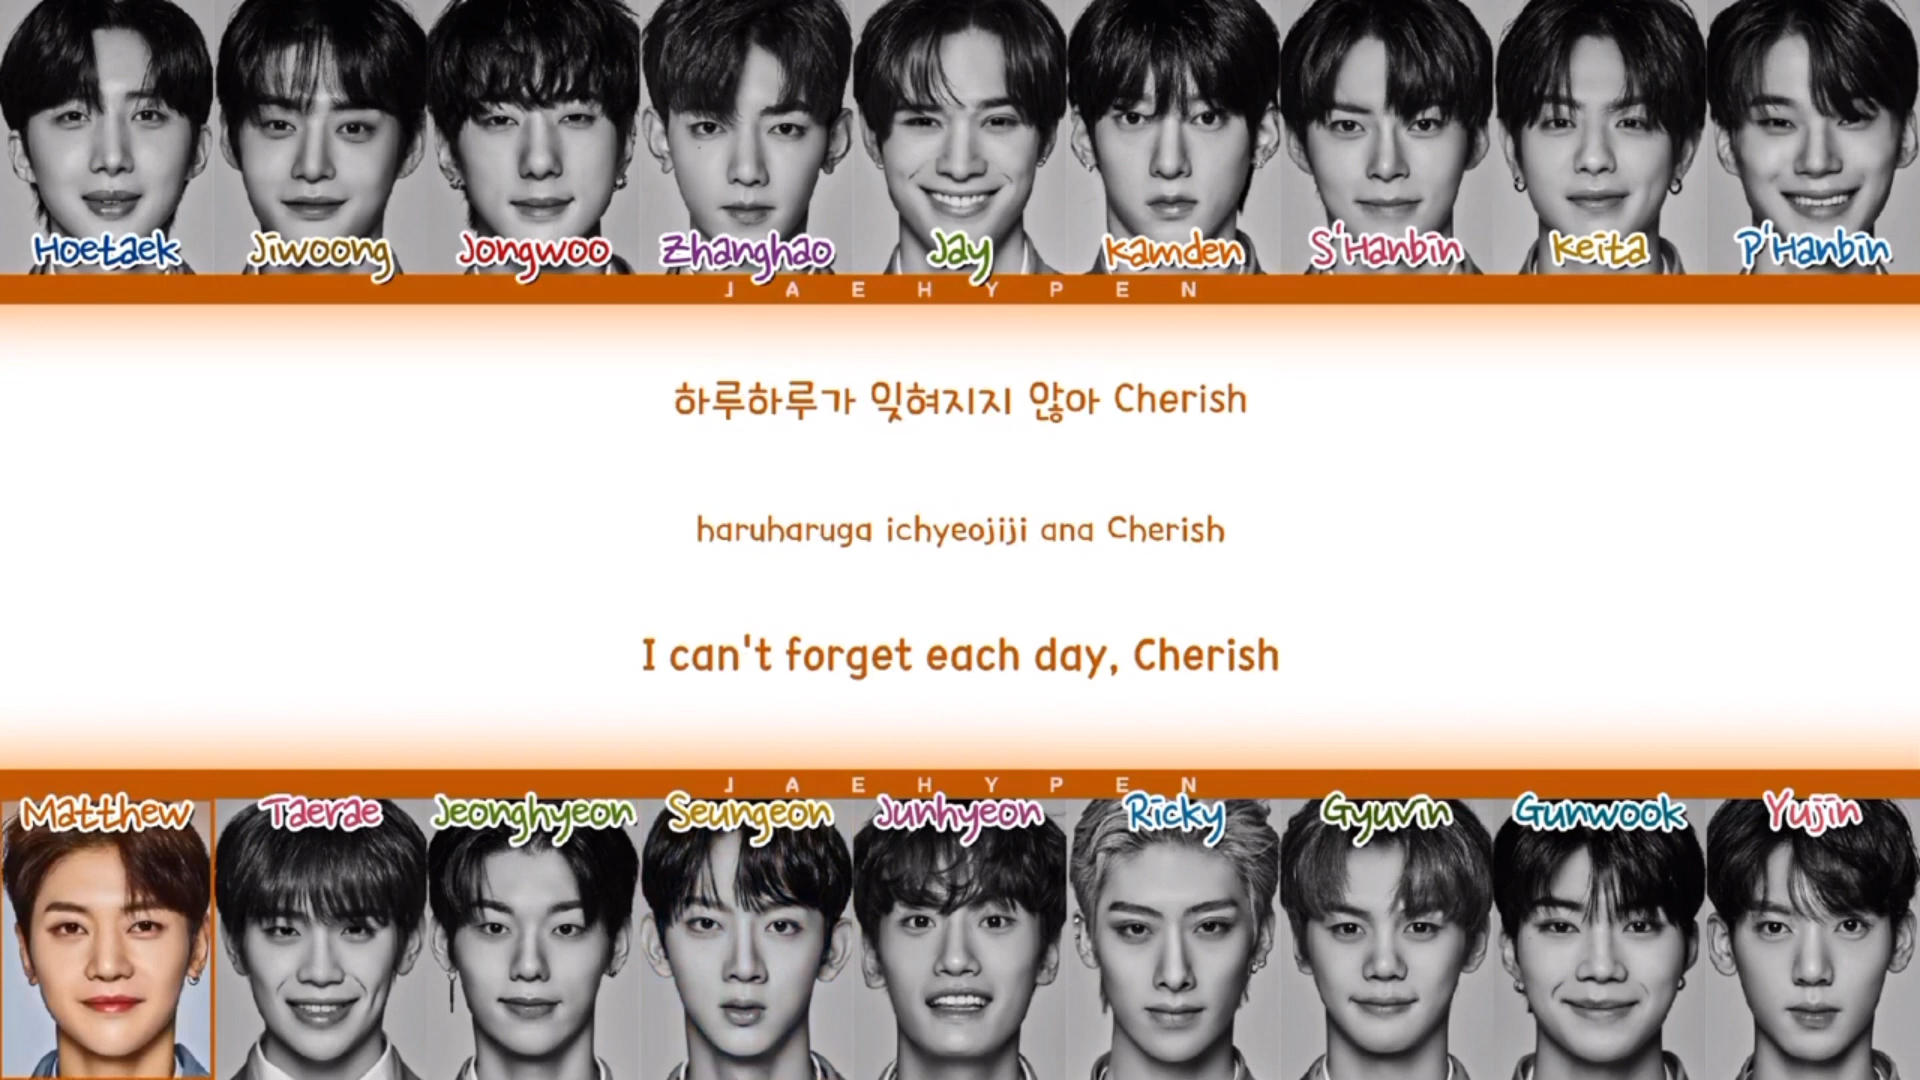 Hoetaek Jiwoong Jongwoo Zhanghao Jay Kamden S'Hanbin Keita P'Hanbin
JAEHYPEN
하루하루가 잊혀지지 않아 Cherish
haruharuga ichyeojiji ana Cherish
I can't forget each day, Cherish
JAEHYPEN
Matthew Taerae Jeonghyeon Seungeon Junhyeon Ricky Gyuvin Gunwook Yujin